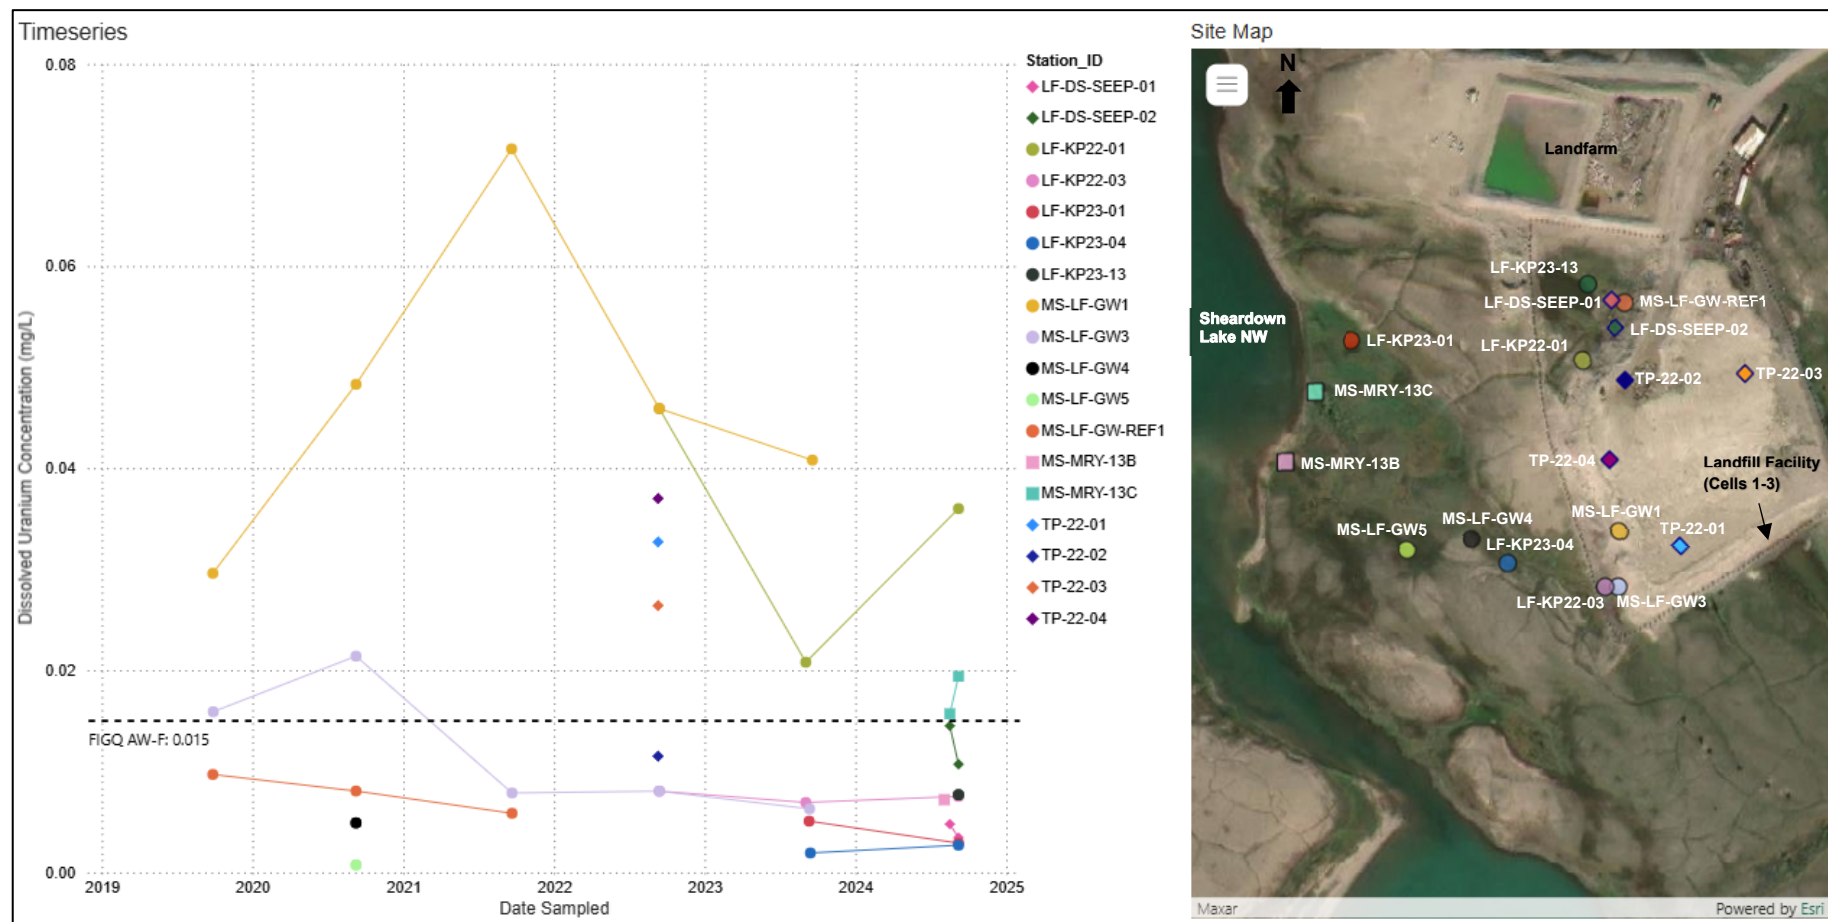 Timeseries
0.08
0.06
0.04
0.02
0.00
Dissolved Uranium Concentration (mg/L)
FIGQ AW-F: 0.015
2019
2020
2021
2022
2023
2024
2025
Date Sampled
Station_ID
LF-DS-SEEP-01
LF-DS-SEEP-02
LF-KP22-01
LF-KP22-03
LF-KP23-01
LF-KP23-04
LF-KP23-13
MS-LF-GW1
MS-LF-GW3
MS-LF-GW4
MS-LF-GW5
MS-LF-GW-REF1
MS-MRY-13B
MS-MRY-13C
TP-22-01
TP-22-02
TP-22-03
TP-22-04
Site Map
N
Landfarm
LF-KP23-13
LF-DS-SEEP-01
MS-LF-GW-REF1
Sheardown
Lake NW
LF-DS-SEEP-02
LF-KP23-01
LF-KP22-01
TP-22-02
TP-22-03
MS-MRY-13C
TP-22-04
MS-MRY-13B
Landfill Facility
(Cells 1-3)
MS-LF-GW1
MS-LF-GW4
MS-LF-GW5
TP-22-01
LF-KP23-04
LF-KP22-03
MS-LF-GW3
Maxar
Powered by Esri